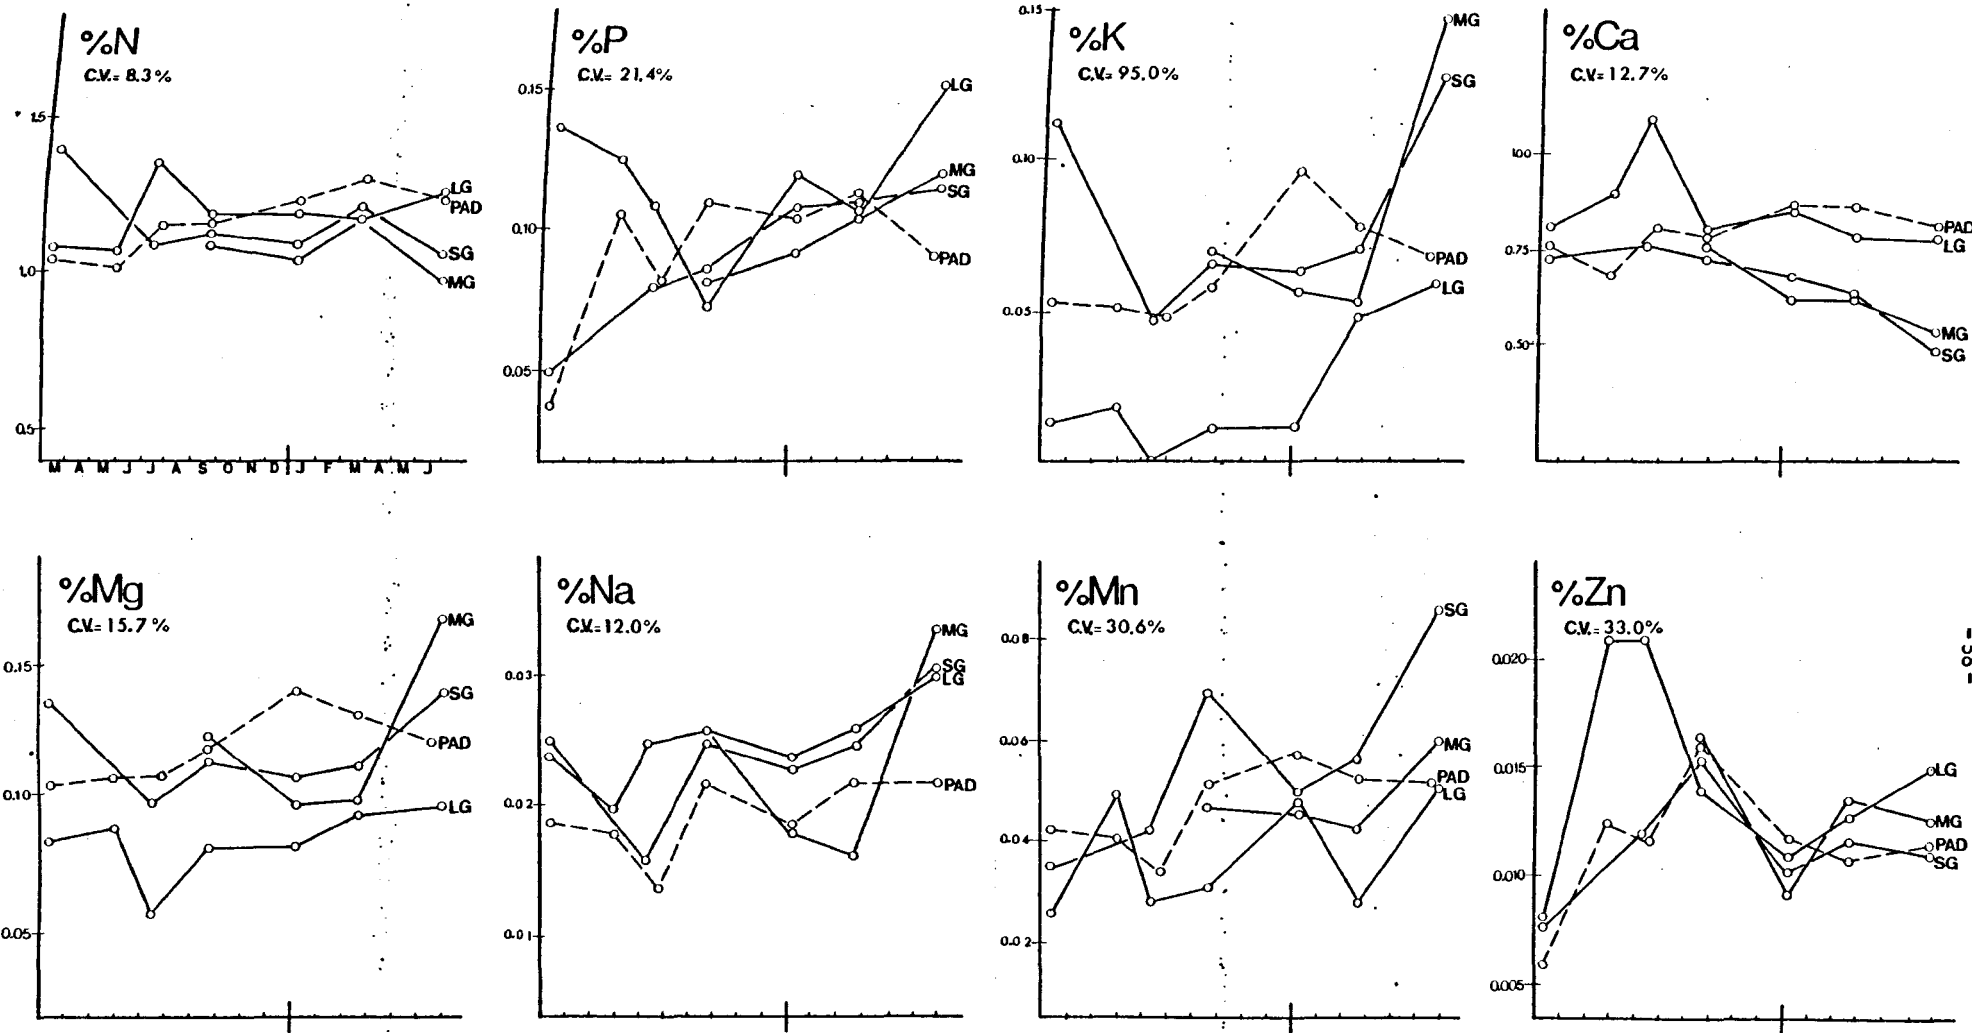 %N
C.V.= 8.3%
1.5
1.0
0.5
LG
PAD
SG
MG
M A M J J A S O N D J F M A M J
%P
C.V.= 21.4%
0.15
0.10
0.05
LG
MG
SG
PAD
%K
C.V.= 95.0%
0.15
0.10
0.05
MG
SG
PAD
LG
%Ca
C.V.= 12.7%
1.00
0.75
0.50
PAD
LG
MG
SG
%Mg
C.V.= 15.7 %
0.15
0.10
0.05
MG
SG
PAD
LG
%Na
C.V.= 12.0%
0.03
0.02
0.01
MG
SG
LG
PAD
%Mn
C.V.= 30.6%
0.08
0.06
0.04
0.02
SG
MG
PAD
LG
%Zn
C.V.= 33.0%
0.020
0.015
0.010
0.005
LG
MG
PAD
SG